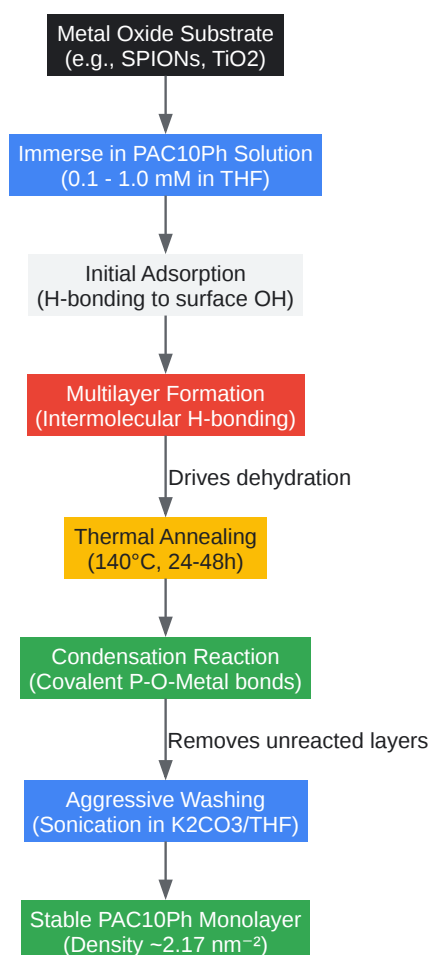 Metal Oxide Substrate
(e.g., SPIONs, TiO2)
Immerse in PAC10Ph Solution
(0.1 - 1.0 mM in THF)
Initial Adsorption
(H-bonding to surface OH)
Multilayer Formation
(Intermolecular H-bonding)
Drives dehydration
Thermal Annealing
(140°C, 24-48h)
Condensation Reaction
(Covalent P-O-Metal bonds)
Removes unreacted layers
Aggressive Washing
(Sonication in K2CO3/THF)
Stable PAC10Ph Monolayer
(Density ~2.17 nm⁻²)